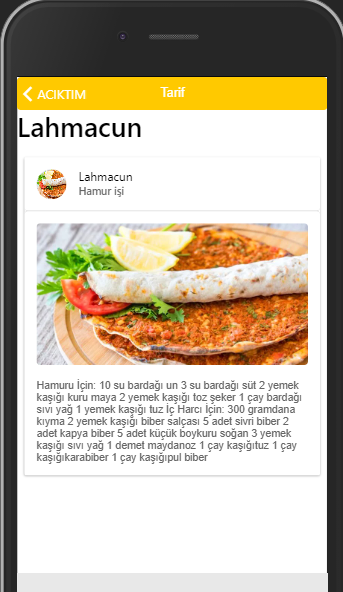 ACIKTIM
Tarif
Lahmacun
Lahmacun
Hamur işi
Hamuru İçin: 10 su bardağı un 3 su bardağı süt 2 yemek
kaşığı kuru maya 2 yemek kaşığı toz şeker 1 çay bardağı
sıvı yağ 1 yemek kaşığı tuz İç Harcı İçin: 300 gramdana
kıyma 2 yemek kaşığı biber salçası 5 adet sivri biber 2
adet kapya biber 5 adet küçük boykuru soğan 3 yemek
kaşığı sıvı yağ 1 demet maydanoz 1 çay kaşığıtuz 1 çay
kaşığıkarabiber 1 çay kaşığıpul biber